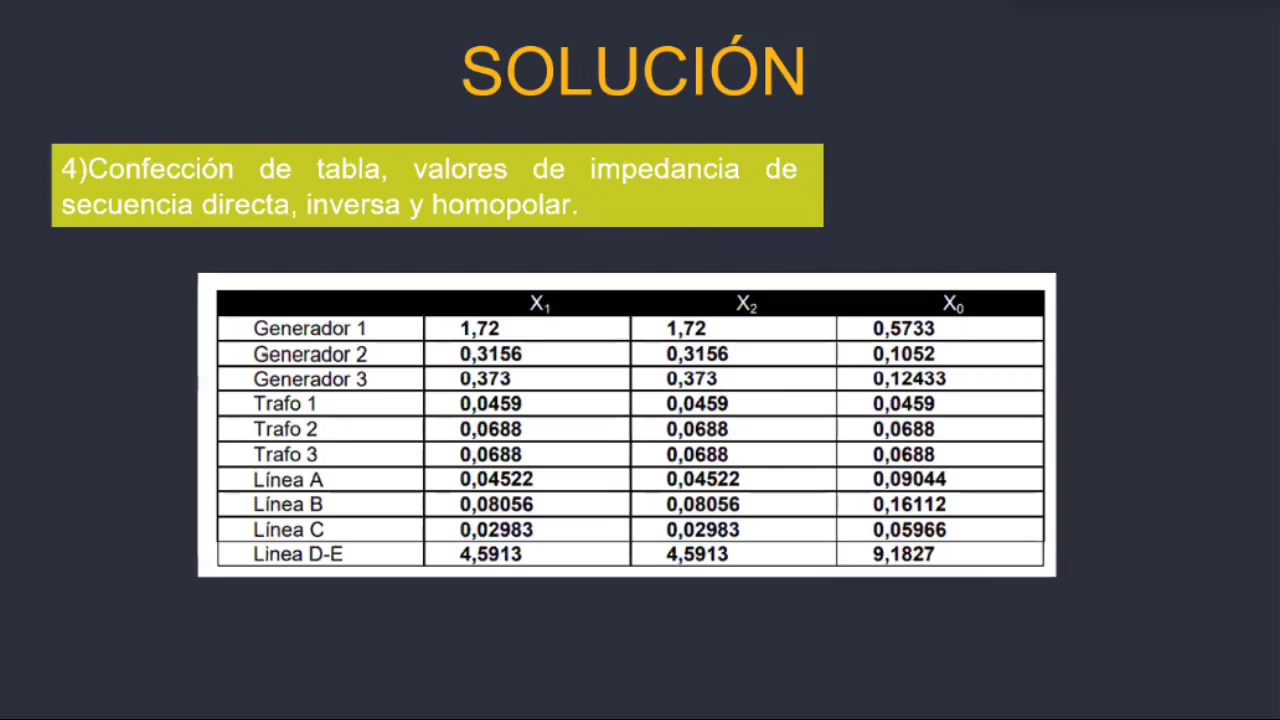 SOLUCIÓN
4)Confección de tabla, valores de impedancia de
secuencia directa, inversa y homopolar.
X₁ X₂ X₀
Generador 1 1,72 1,72 0,5733
Generador 2 0,3156 0,3156 0,1052
Generador 3 0,373 0,373 0,12433
Trafo 1 0,0459 0,0459 0,0459
Trafo 2 0,0688 0,0688 0,0688
Trafo 3 0,0688 0,0688 0,0688
Línea A 0,04522 0,04522 0,09044
Línea B 0,08056 0,08056 0,16112
Línea C 0,02983 0,02983 0,05966
Linea D-E 4,5913 4,5913 9,1827